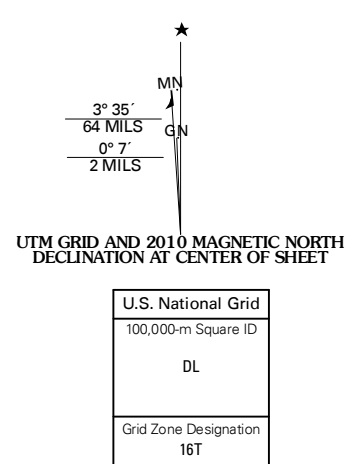 MN
3° 35´
64 MILS
GN
0° 7´
2 MILS
UTM GRID AND 2010 MAGNETIC NORTH
DECLINATION AT CENTER OF SHEET
U.S. National Grid
100,000-m Square ID
DL
Grid Zone Designation
16T